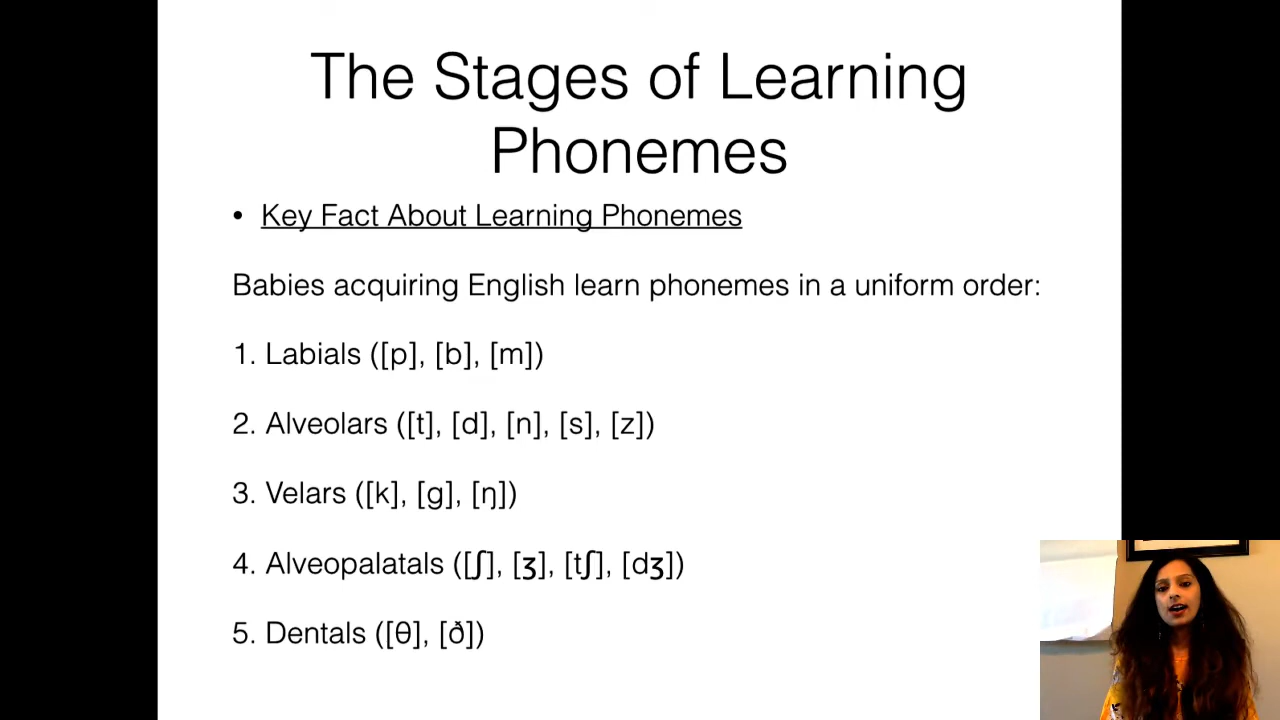 The Stages of Learning
Phonemes
• Key Fact About Learning Phonemes
Babies acquiring English learn phonemes in a uniform order:
1. Labials ([p], [b], [m])
2. Alveolars ([t], [d], [n], [s], [z])
3. Velars ([k], [g], [ŋ])
4. Alveopalatals ([ʃ], [ʒ], [tʃ], [dʒ])
5. Dentals ([θ], [ð])